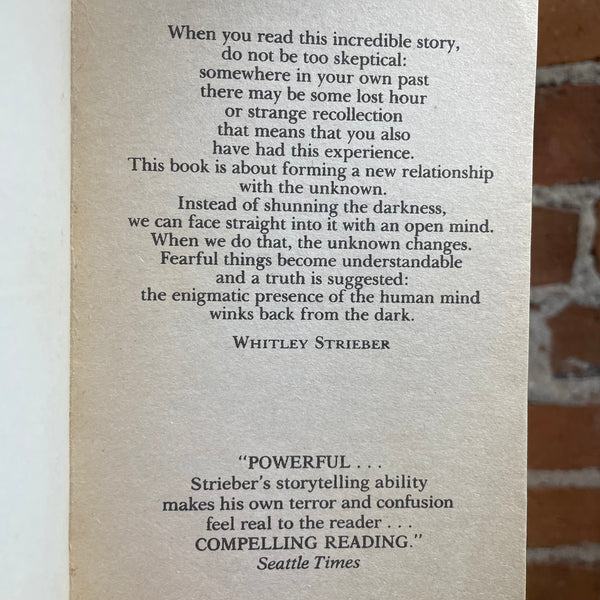 When you read this incredible story,
do not be too skeptical:
somewhere in your own past
there may be some lost hour
or strange recollection
that means that you also
have had this experience.
This book is about forming a new relationship
with the unknown.
Instead of shunning the darkness,
we can face straight into it with an open mind.
When we do that, the unknown changes.
Fearful things become understandable
and a truth is suggested:
the enigmatic presence of the human mind
winks back from the dark.
WHITLEY STRIEBER
"POWERFUL . . .
Strieber's storytelling ability
makes his own terror and confusion
feel real to the reader . . .
COMPELLING READING."
Seattle Times